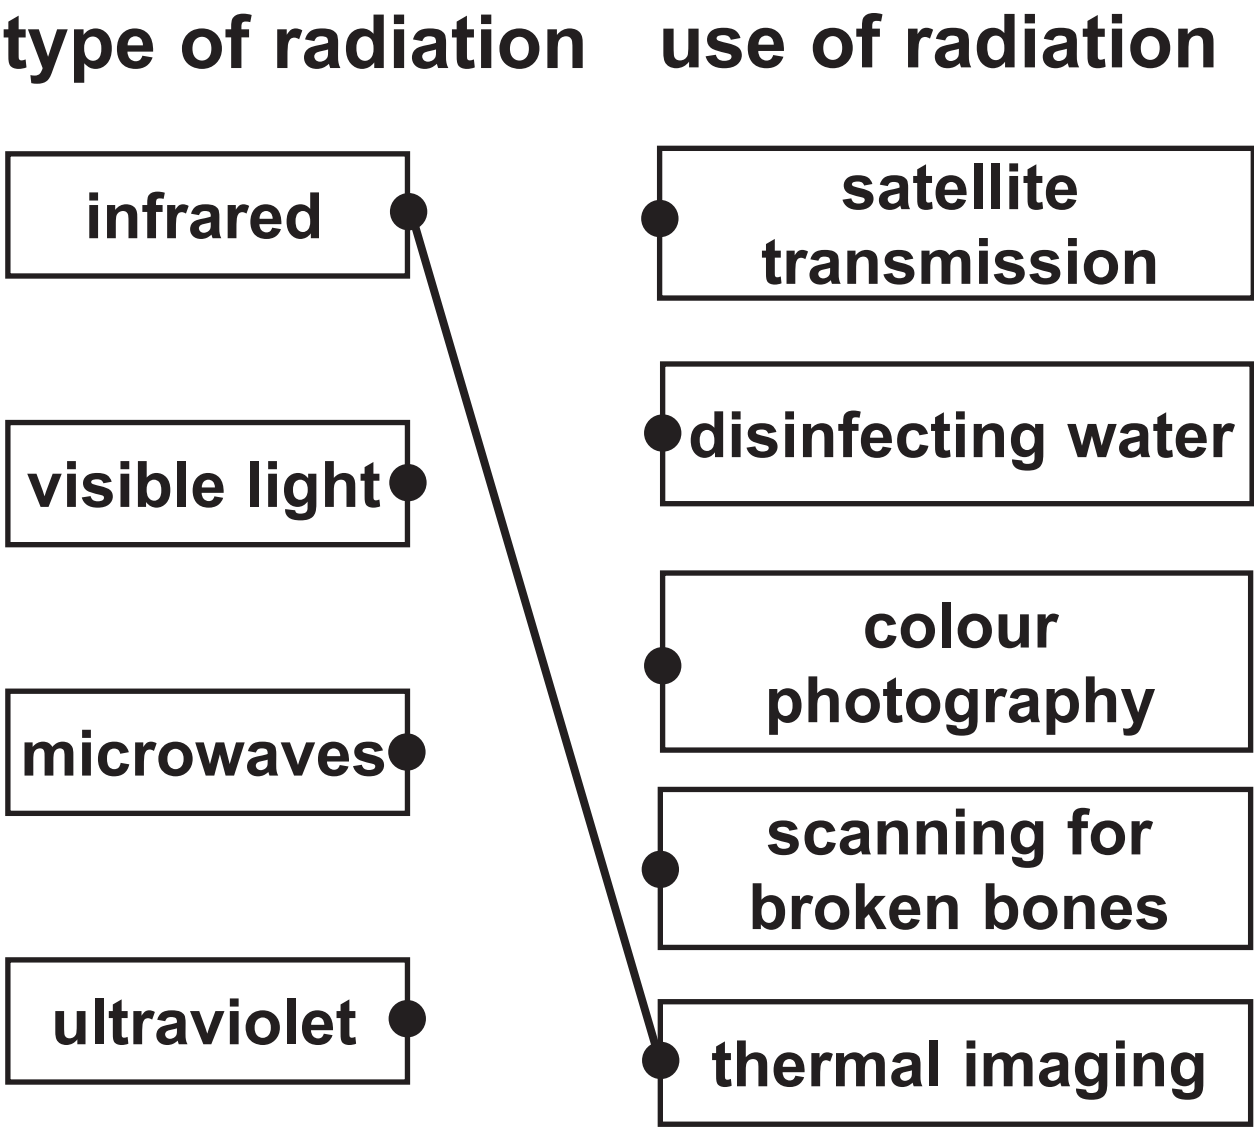 type of radiation
use of radiation
infrared
visible light
microwaves
ultraviolet
satellite
transmission
disinfecting water
colour
photography
scanning for
broken bones
thermal imaging